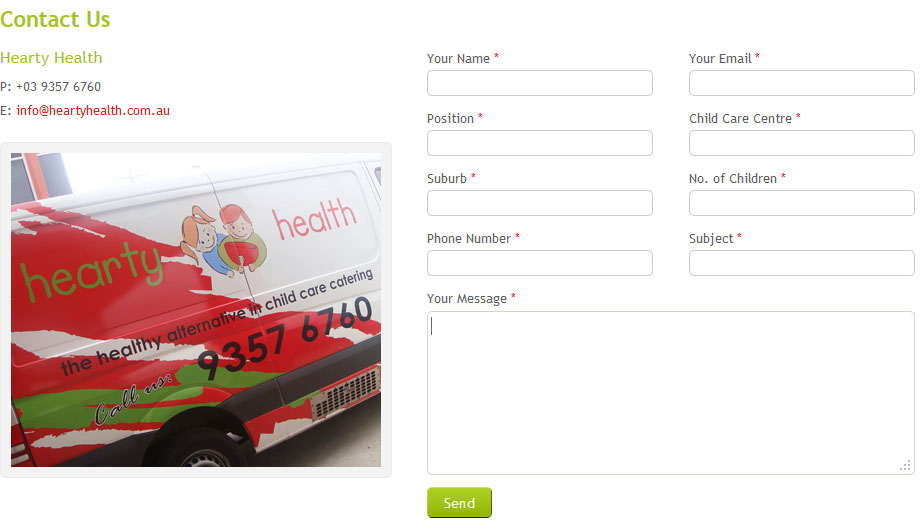 Contact Us
Hearty Health
P: +03 9357 6760
E: info@heartyhealth.com.au
hearty health
the healthy alternative in child care catering
Call us: 9357 6760
Your Name *
Your Email *
Position *
Child Care Centre *
Suburb *
No. of Children *
Phone Number *
Subject *
Your Message *
Send